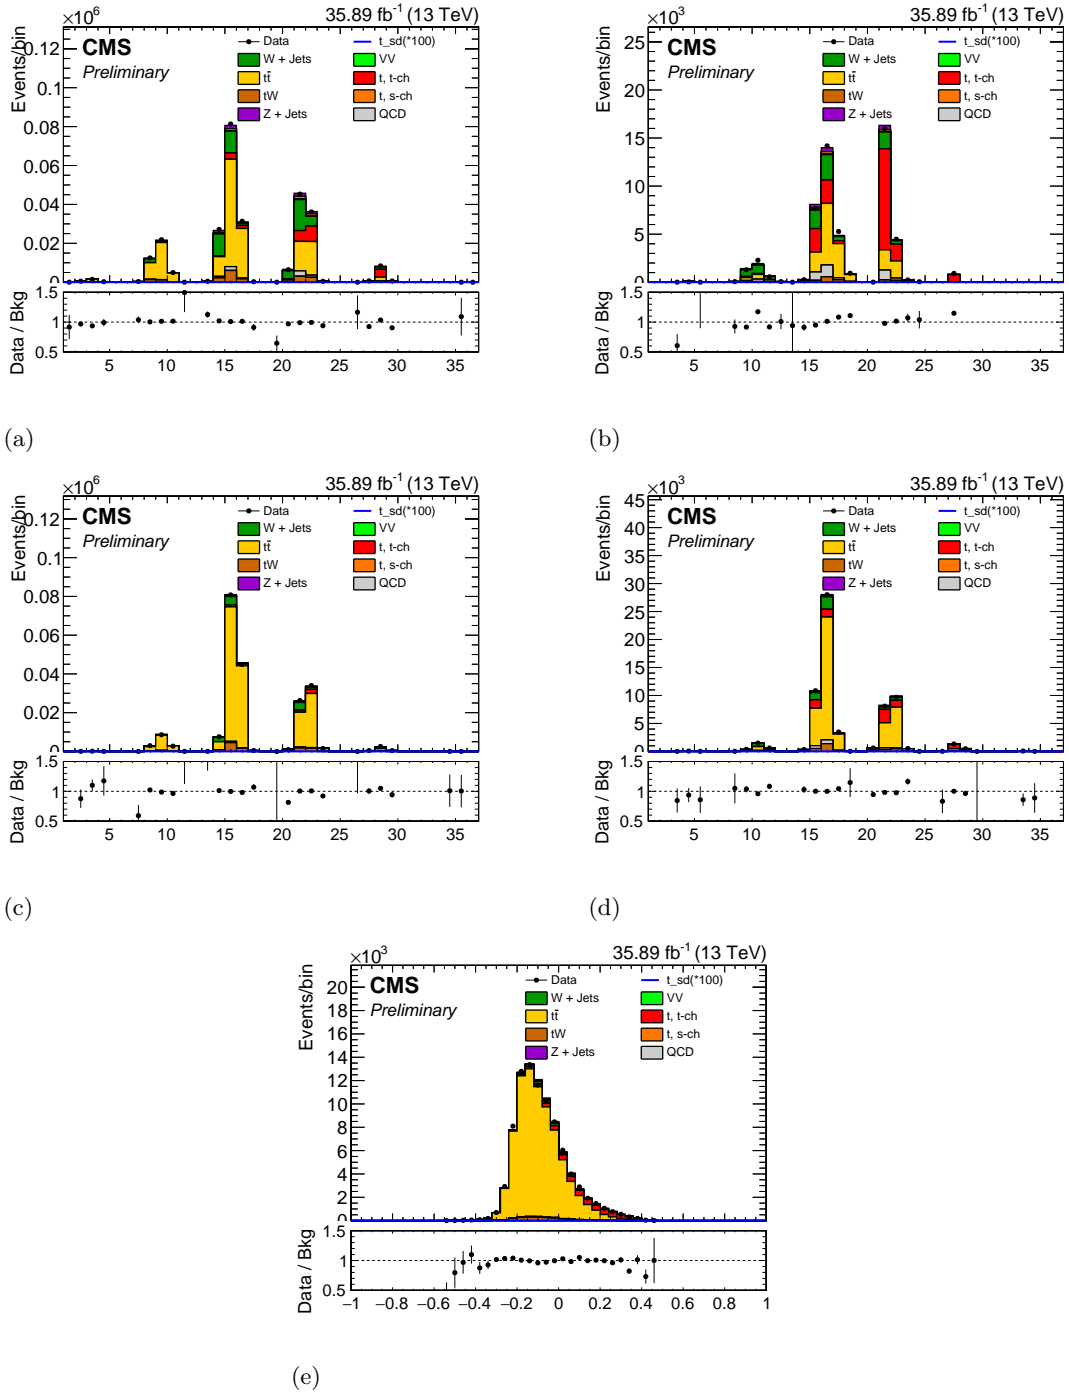 ×10⁶ 35.89 fb⁻¹ (13 TeV)
CMS
Preliminary
Data t_sd(*100)
W + Jets VV
tt̄ t, t-ch
tW t, s-ch
Z + Jets QCD
Events/bin
0.12
0.1
0.08
0.06
0.04
0.02
0
Data / Bkg
1.5
1
0.5
5 10 15 20 25 30 35
(a)
×10³ 35.89 fb⁻¹ (13 TeV)
CMS
Preliminary
Data t_sd(*100)
W + Jets VV
tt̄ t, t-ch
tW t, s-ch
Z + Jets QCD
Events/bin
25
20
15
10
5
0
Data / Bkg
1.5
1
0.5
5 10 15 20 25 30 35
(b)
×10⁶ 35.89 fb⁻¹ (13 TeV)
CMS
Preliminary
Data t_sd(*100)
W + Jets VV
tt̄ t, t-ch
tW t, s-ch
Z + Jets QCD
Events/bin
0.12
0.1
0.08
0.06
0.04
0.02
0
Data / Bkg
1.5
1
0.5
5 10 15 20 25 30 35
(c)
×10³ 35.89 fb⁻¹ (13 TeV)
CMS
Preliminary
Data t_sd(*100)
W + Jets VV
tt̄ t, t-ch
tW t, s-ch
Z + Jets QCD
Events/bin
45
40
35
30
25
20
15
10
5
0
Data / Bkg
1.5
1
0.5
5 10 15 20 25 30 35
(d)
×10³ 35.89 fb⁻¹ (13 TeV)
CMS
Preliminary
Data t_sd(*100)
W + Jets VV
tt̄ t, t-ch
tW t, s-ch
Z + Jets QCD
Events/bin
20
18
16
14
12
10
8
6
4
2
0
Data / Bkg
1.5
1
0.5
−1 −0.8 −0.6 −0.4 −0.2 0 0.2 0.4 0.6 0.8 1
(e)